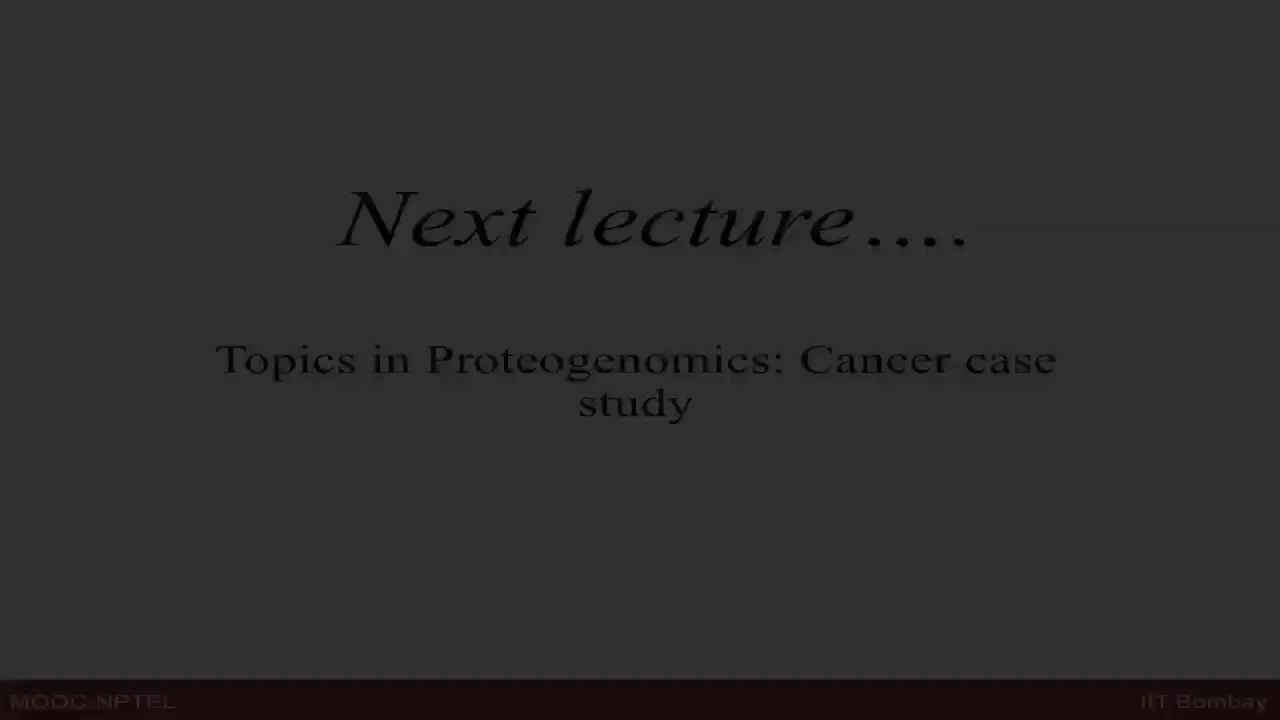 Next lecture....
Topics in Proteogenomics: Cancer case
study
MOOC-NPTEL
IIT Bombay